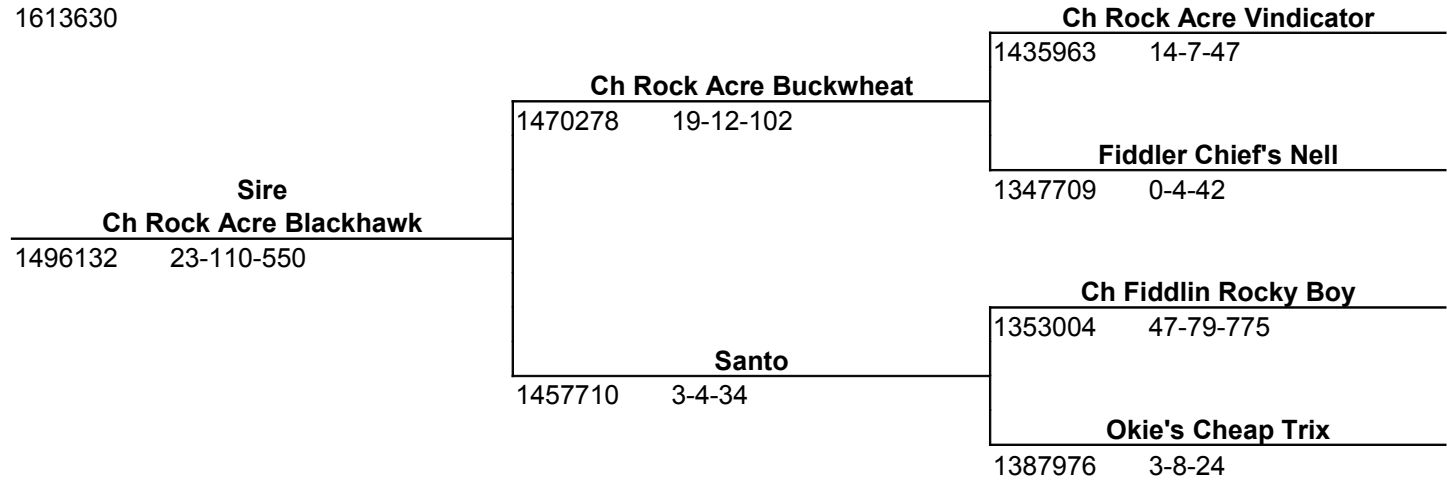 1613630
Ch Rock Acre Vindicator
1435963 14-7-47
Ch Rock Acre Buckwheat
1470278 19-12-102
Fiddler Chief's Nell
1347709 0-4-42
Sire
Ch Rock Acre Blackhawk
1496132 23-110-550
Ch Fiddlin Rocky Boy
1353004 47-79-775
Santo
1457710 3-4-34
Okie's Cheap Trix
1387976 3-8-24